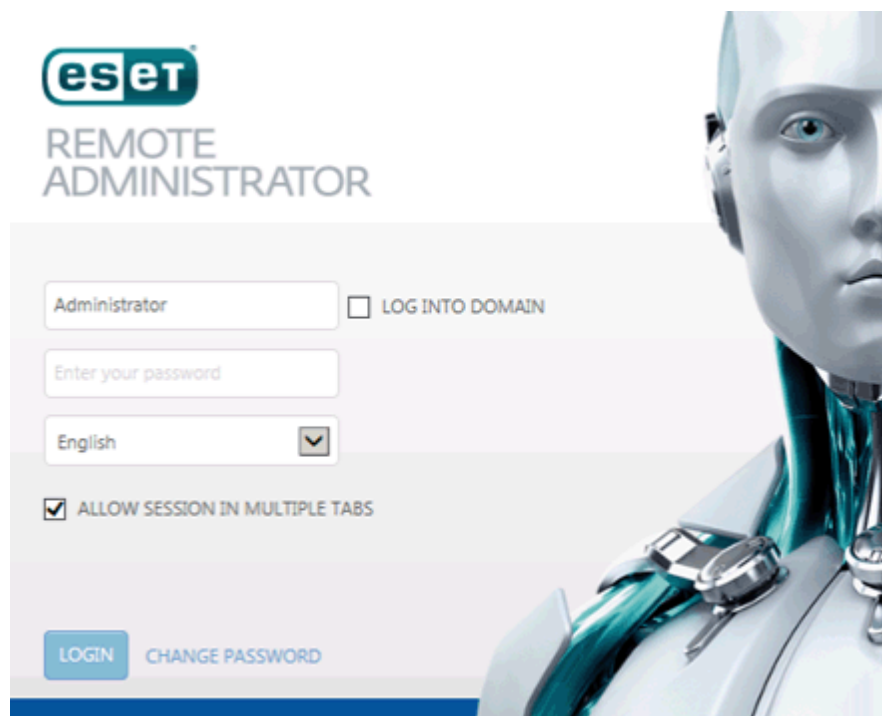 eset
REMOTE
ADMINISTRATOR
Administrator
LOG INTO DOMAIN
Enter your password
English
ALLOW SESSION IN MULTIPLE TABS
LOGIN
CHANGE PASSWORD